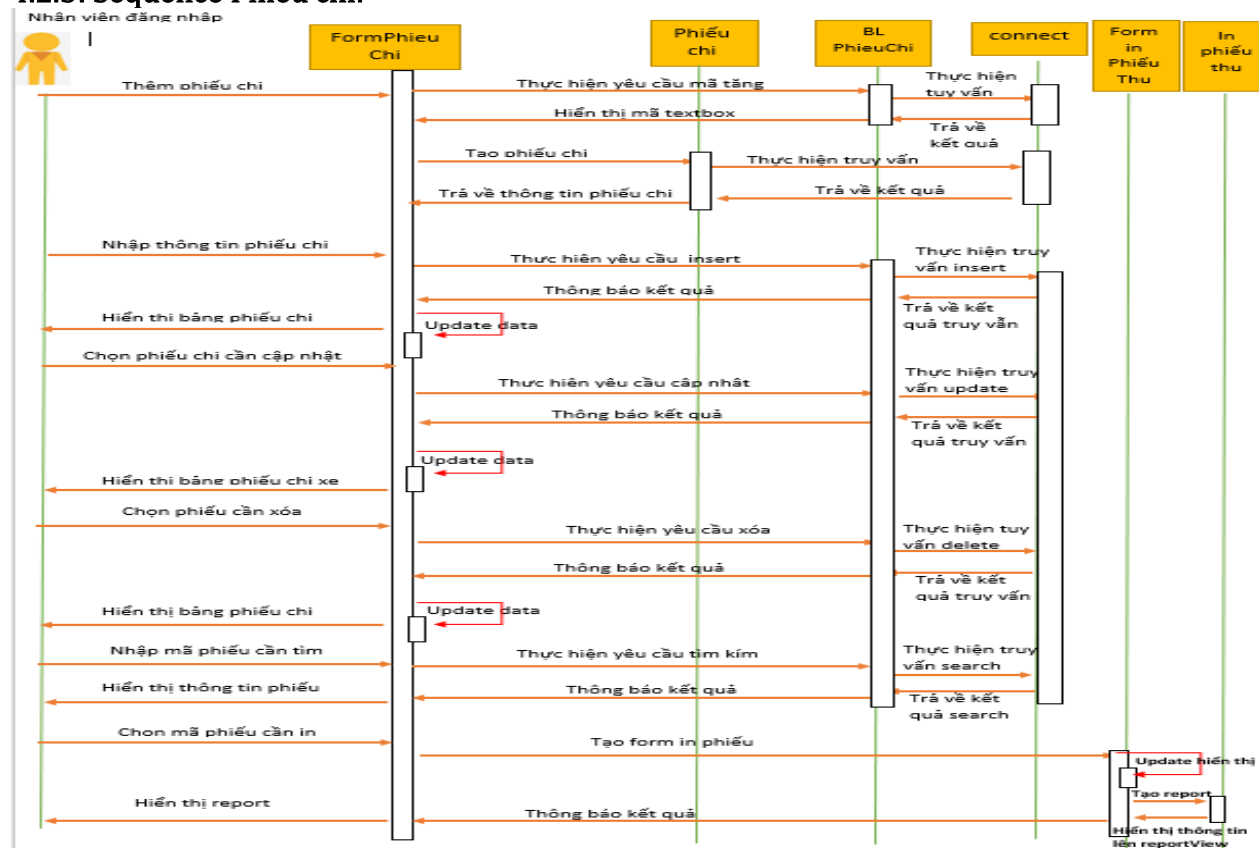 4.2.5. Sequence Phiếu chi:
Nhân viên đăng nhập
FormPhieu
Chi
Phiếu
chi
BL
PhieuChi
connect
Form
in
Phiếu
Thu
In
phiếu
thu
Thêm phiếu chi
Thực hiện yêu cầu mã tăng
Thực hiện
tuy vấn
Hiển thị mã textbox
Trả về
kết quả
Tạo phiếu chi
Thực hiện truy vấn
Trả về thông tin phiếu chi
Trả về kết quả
Nhập thông tin phiếu chi
Thực hiện yêu cầu insert
Thực hiện truy
vấn insert
Thông báo kết quả
Trả về kết
quả truy vẫn
Hiển thị bảng phiếu chi
Update data
Chọn phiếu chi cần cập nhật
Thực hiện yêu cầu cập nhật
Thực hiện truy
vấn update
Thông báo kết quả
Trả về kết
quả truy vấn
Update data
Hiển thị bảng phiếu chi xe
Chọn phiếu cần xóa
Thực hiện yêu cầu xóa
Thực hiện tuy
vấn delete
Thông báo kết quả
Trả về kết
quả truy vấn
Hiển thị bảng phiếu chi
Update data
Nhập mã phiếu cần tìm
Thực hiện yêu cầu tìm kím
Thực hiện truy
vấn search
Hiển thị thông tin phiếu
Thông báo kết quả
Trả về kết
quả search
Chọn mã phiếu cần in
Tạo form in phiếu
Update hiển thị
Tạo report
Hiển thị report
Thông báo kết quả
Hiển thị thông tin
lên reportView